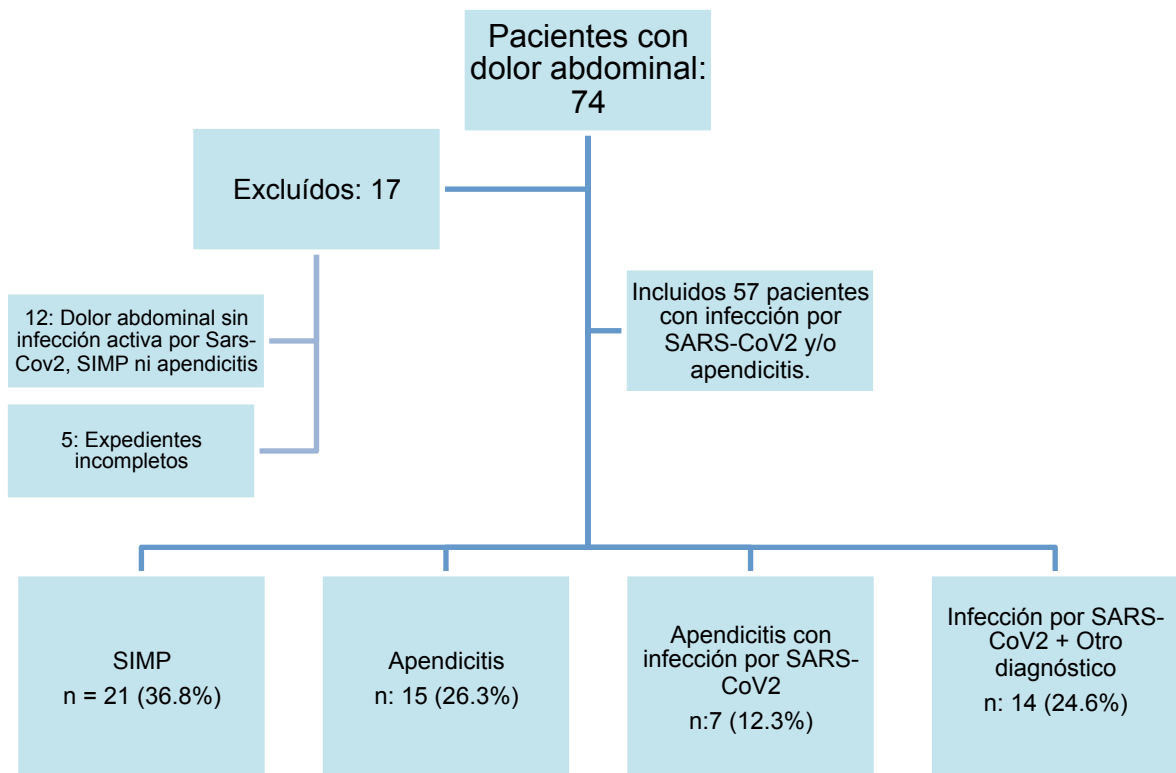 Pacientes con
dolor abdominal:
74
Excluídos: 17
12: Dolor abdominal sin
infección activa por Sars-
Cov2, SIMP ni apendicitis
Incluidos 57 pacientes
con infección por
SARS-CoV2 y/o
apendicitis.
5: Expedientes
incompletos
SIMP
n = 21 (36.8%)
Apendicitis
n: 15 (26.3%)
Apendicitis con
infección por SARS-
CoV2
n:7 (12.3%)
Infección por SARS-
CoV2 + Otro
diagnóstico
n: 14 (24.6%)